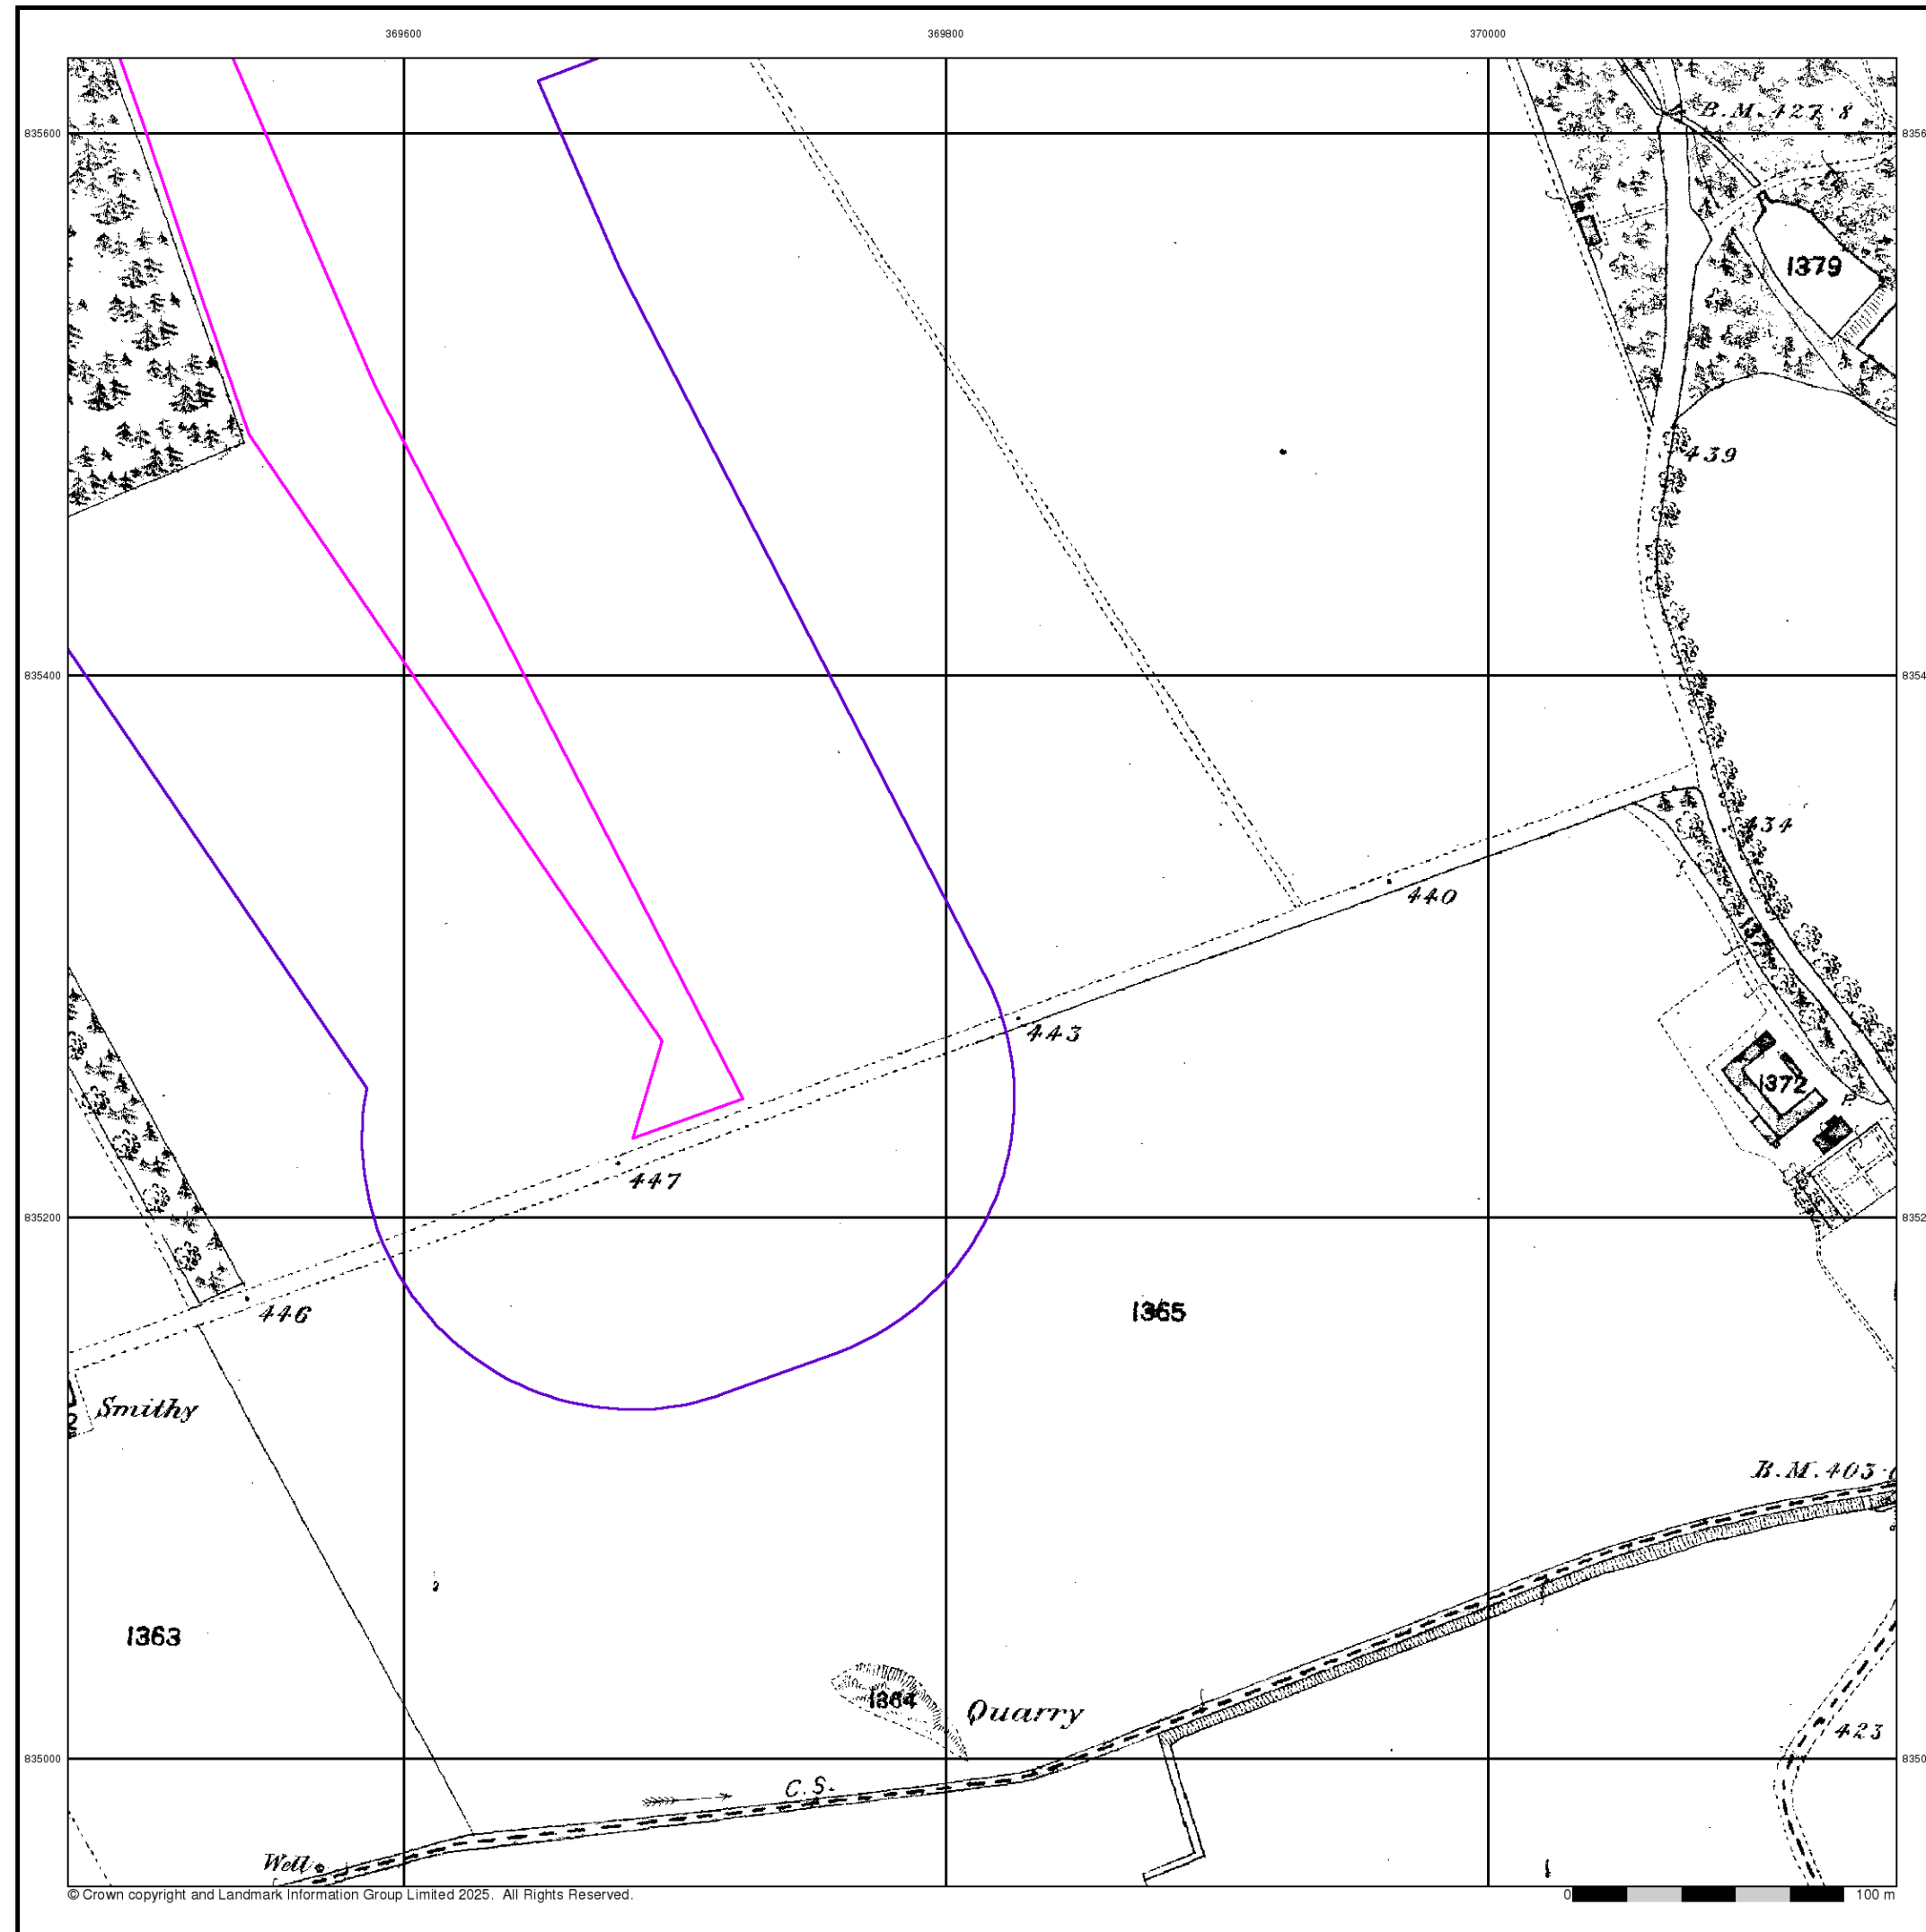 369600 369800 370000
B.M. 427·8
835600
1379
439
835400
434
440
443
1372
P.
447
835200
1365
446
Smithy
B.M. 403·
1363
1364
Quarry
423
835000
C.S.
Well
© Crown copyright and Landmark Information Group Limited 2025. All Rights Reserved.
0 100 m